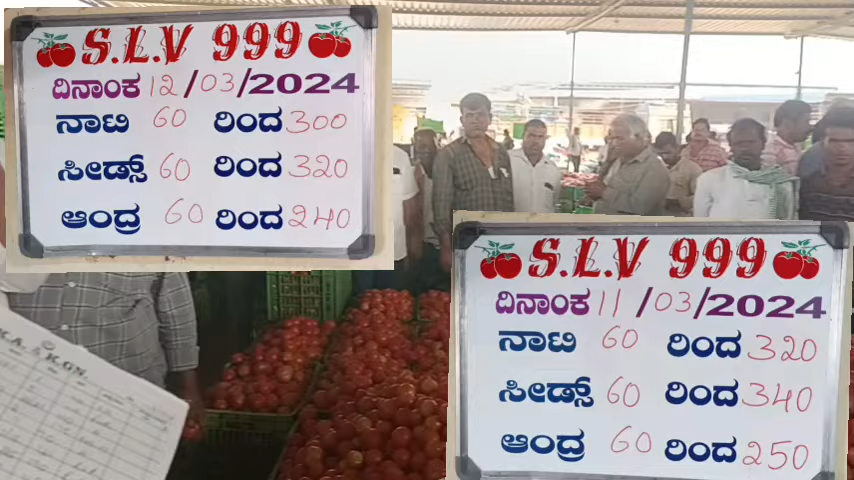 S.L.V 999
ದಿನಾಂಕ 12/03/2024
ನಾಟಿ 60 ರಿಂದ 300
ಸೀಡ್ಸ್ 60 ರಿಂದ 320
ಆಂದ್ರ 60 ರಿಂದ 240
S.L.V 999
ದಿನಾಂಕ 11/03/2024
ನಾಟಿ 60 ರಿಂದ 320
ಸೀಡ್ಸ್ 60 ರಿಂದ 340
ಆಂದ್ರ 60 ರಿಂದ 250